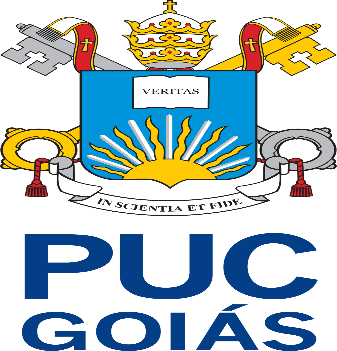 VERITAS
IN SCIENTIA ET FIDE
PUC
GOIÁS